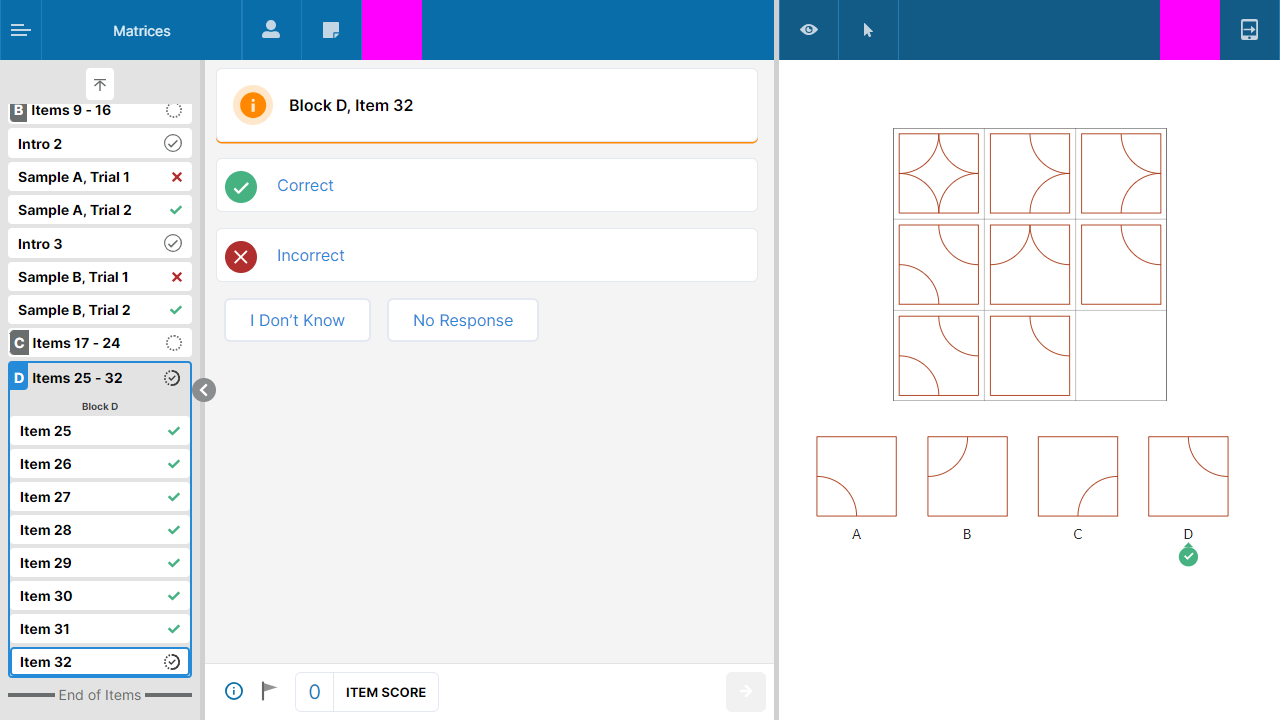 Matrices
B Items 9 - 16
Intro 2
Sample A, Trial 1
Sample A, Trial 2
Intro 3
Sample B, Trial 1
Sample B, Trial 2
C Items 17 - 24
D Items 25 - 32
Block D
Item 25
Item 26
Item 27
Item 28
Item 29
Item 30
Item 31
Item 32
End of Items
Block D, Item 32
Correct
Incorrect
I Don’t Know
No Response
0 ITEM SCORE
A B C D